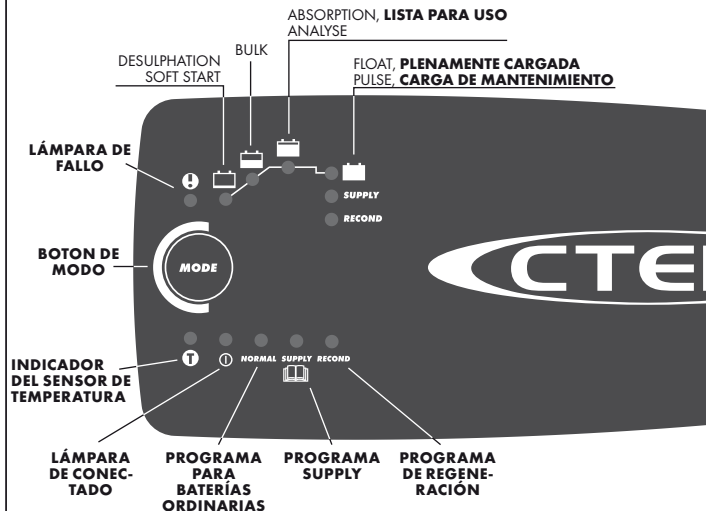 ABSORPTION, LISTA PARA USO
ANALYSE
BULK
DESULPHATION
SOFT START
FLOAT, PLENAMENTE CARGADA
PULSE, CARGA DE MANTENIMIENTO
LÁMPARA DE
FALLO
SUPPLY
RECOND
BOTON DE
MODO
MODE
CTE
INDICADOR
DEL SENSOR DE
TEMPERATURA
T
NORMAL SUPPLY RECOND
LÁMPARA
DE CONEC-
TADO
PROGRAMA
PARA
BATERÍAS
ORDINARIAS
PROGRAMA
SUPPLY
PROGRAMA
DE REGENE-
RACIÓN